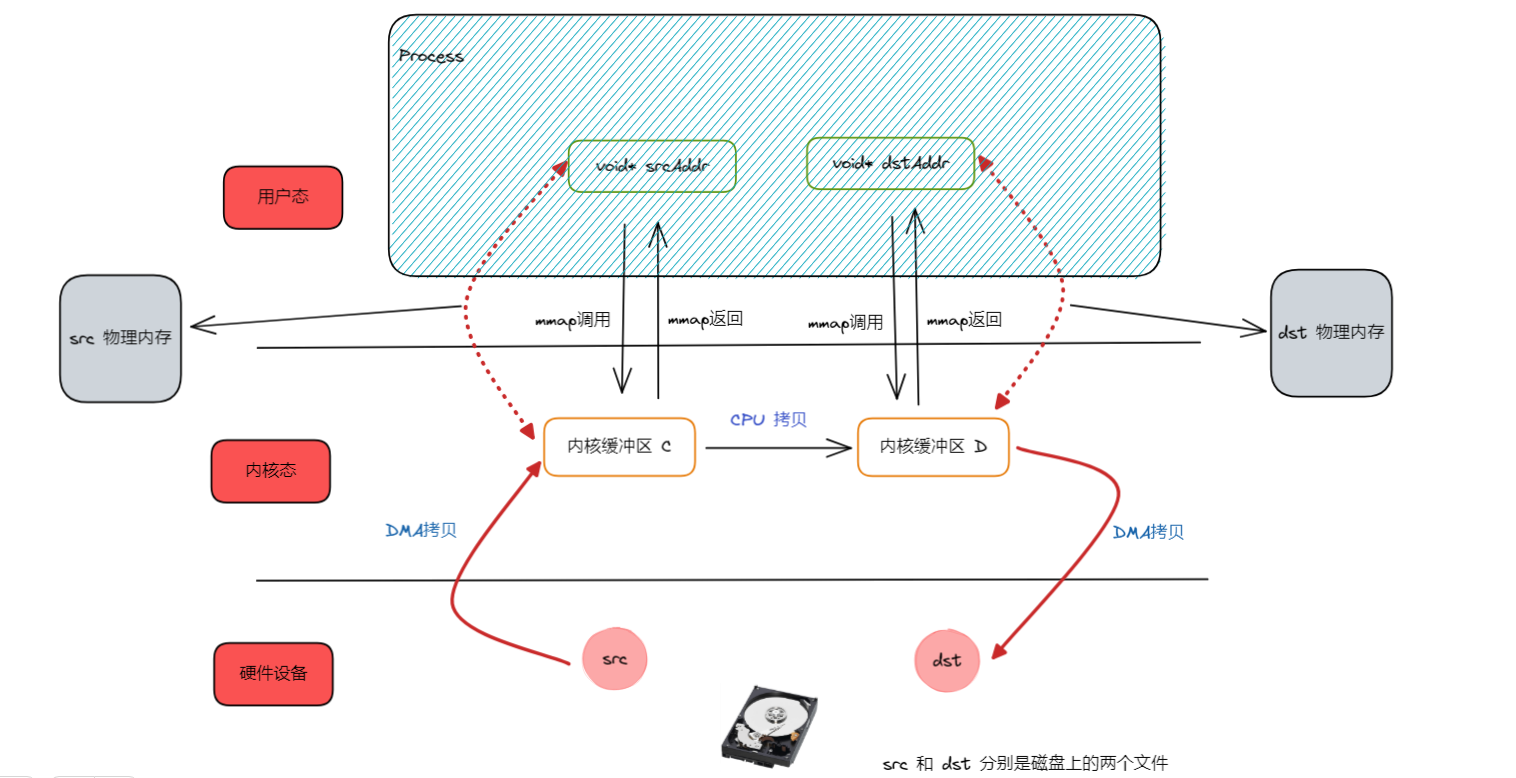 Process
void* srcAddr
void* dstAddr
用户态
src 物理内存
mmap调用
mmap返回
mmap调用
mmap返回
dst 物理内存
CPU 拷贝
内核缓冲区 C
内核缓冲区 D
内核态
DMA拷贝
DMA拷贝
src
dst
硬件设备
src 和 dst 分别是磁盘上的两个文件